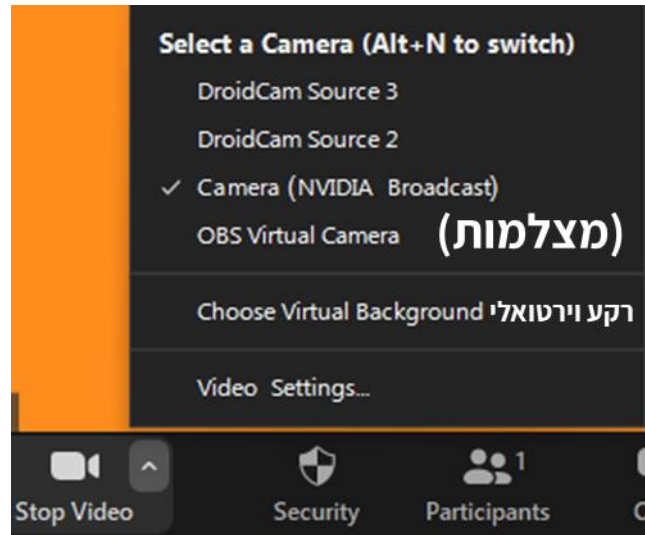 Select a Camera (Alt+N to switch)
DroidCam Source 3
DroidCam Source 2
Camera (NVIDIA Broadcast)
OBS Virtual Camera (מצלמות)
Choose Virtual Background רקע וירטואלי
Video Settings...
1
Stop Video Security Participants